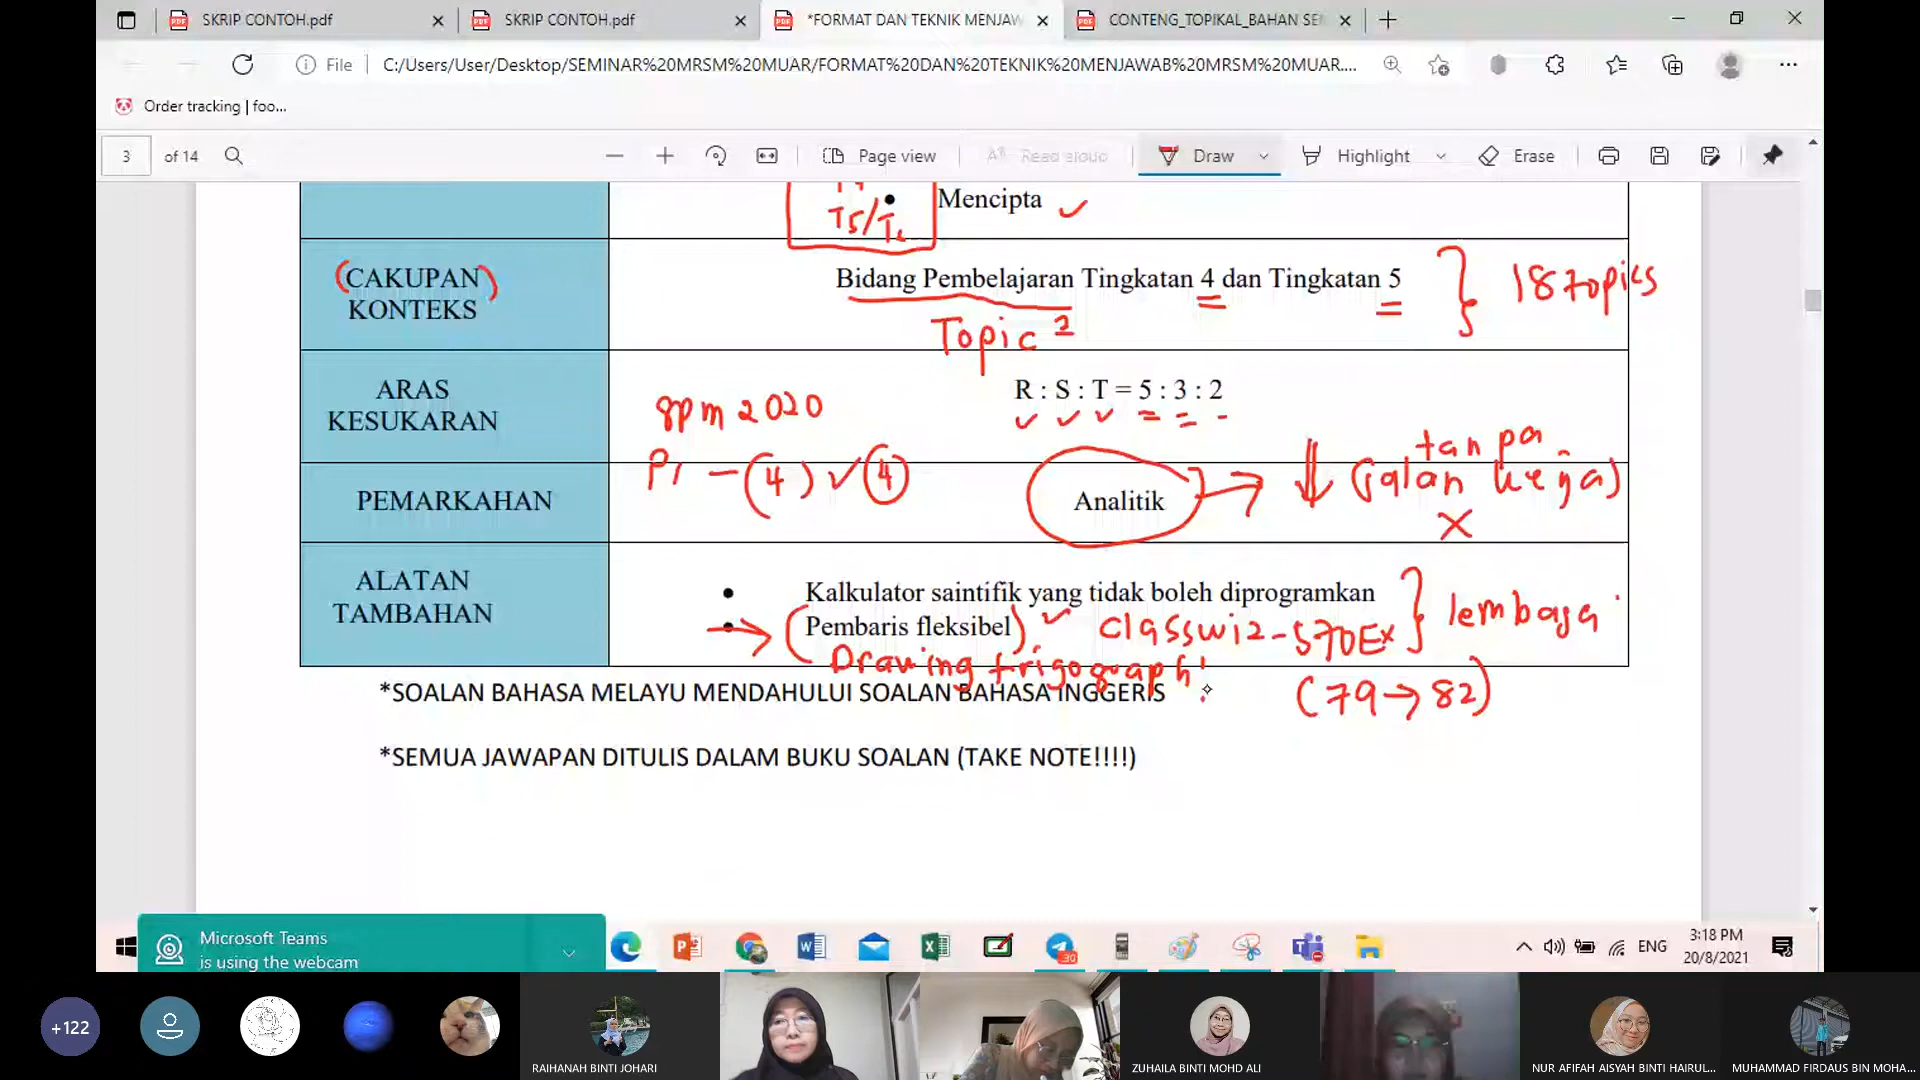 SKRIP CONTOH.pdf
SKRIP CONTOH.pdf
*FORMAT DAN TEKNIK MENJAW
CONTENG_TOPIKAL_BAHAN SE
File
C:/Users/User/Desktop/SEMINAR%20MRSM%20MUAR/FORMAT%20DAN%20TEKNIK%20MENJAWAB%20MRSM%20MUAR....
Order tracking | foo...
3 of 14
Page view
Read aloud
Draw
Highlight
Erase
T5/T
Mencipta
(CAKUPAN)
KONTEKS
Bidang Pembelajaran Tingkatan 4 dan Tingkatan 5
18 topics
Topic 2
ARAS
KESUKARAN
R : S : T = 5 : 3 : 2
spm 2020
PEMARKAHAN
P1 – (4) ✓ 4
Analitik
tanpa
(jalan kerja)
X
ALATAN
TAMBAHAN
• Kalkulator saintifik yang tidak boleh diprogramkan
• (Pembaris fleksibel)
classwiz-570Ex
lembaga
Drawing trigograph!
(79→82)
*SOALAN BAHASA MELAYU MENDAHULUI SOALAN BAHASA INGGERIS
*SEMUA JAWAPAN DITULIS DALAM BUKU SOALAN (TAKE NOTE!!!!)
Microsoft Teams
is using the webcam
30
ENG
3:18 PM
20/8/2021
+122
RAIHANAH BINTI JOHARI
ZUHAILA BINTI MOHD ALI
NUR AFIFAH AISYAH BINTI HAIRUL...
MUHAMMAD FIRDAUS BIN MOHA...